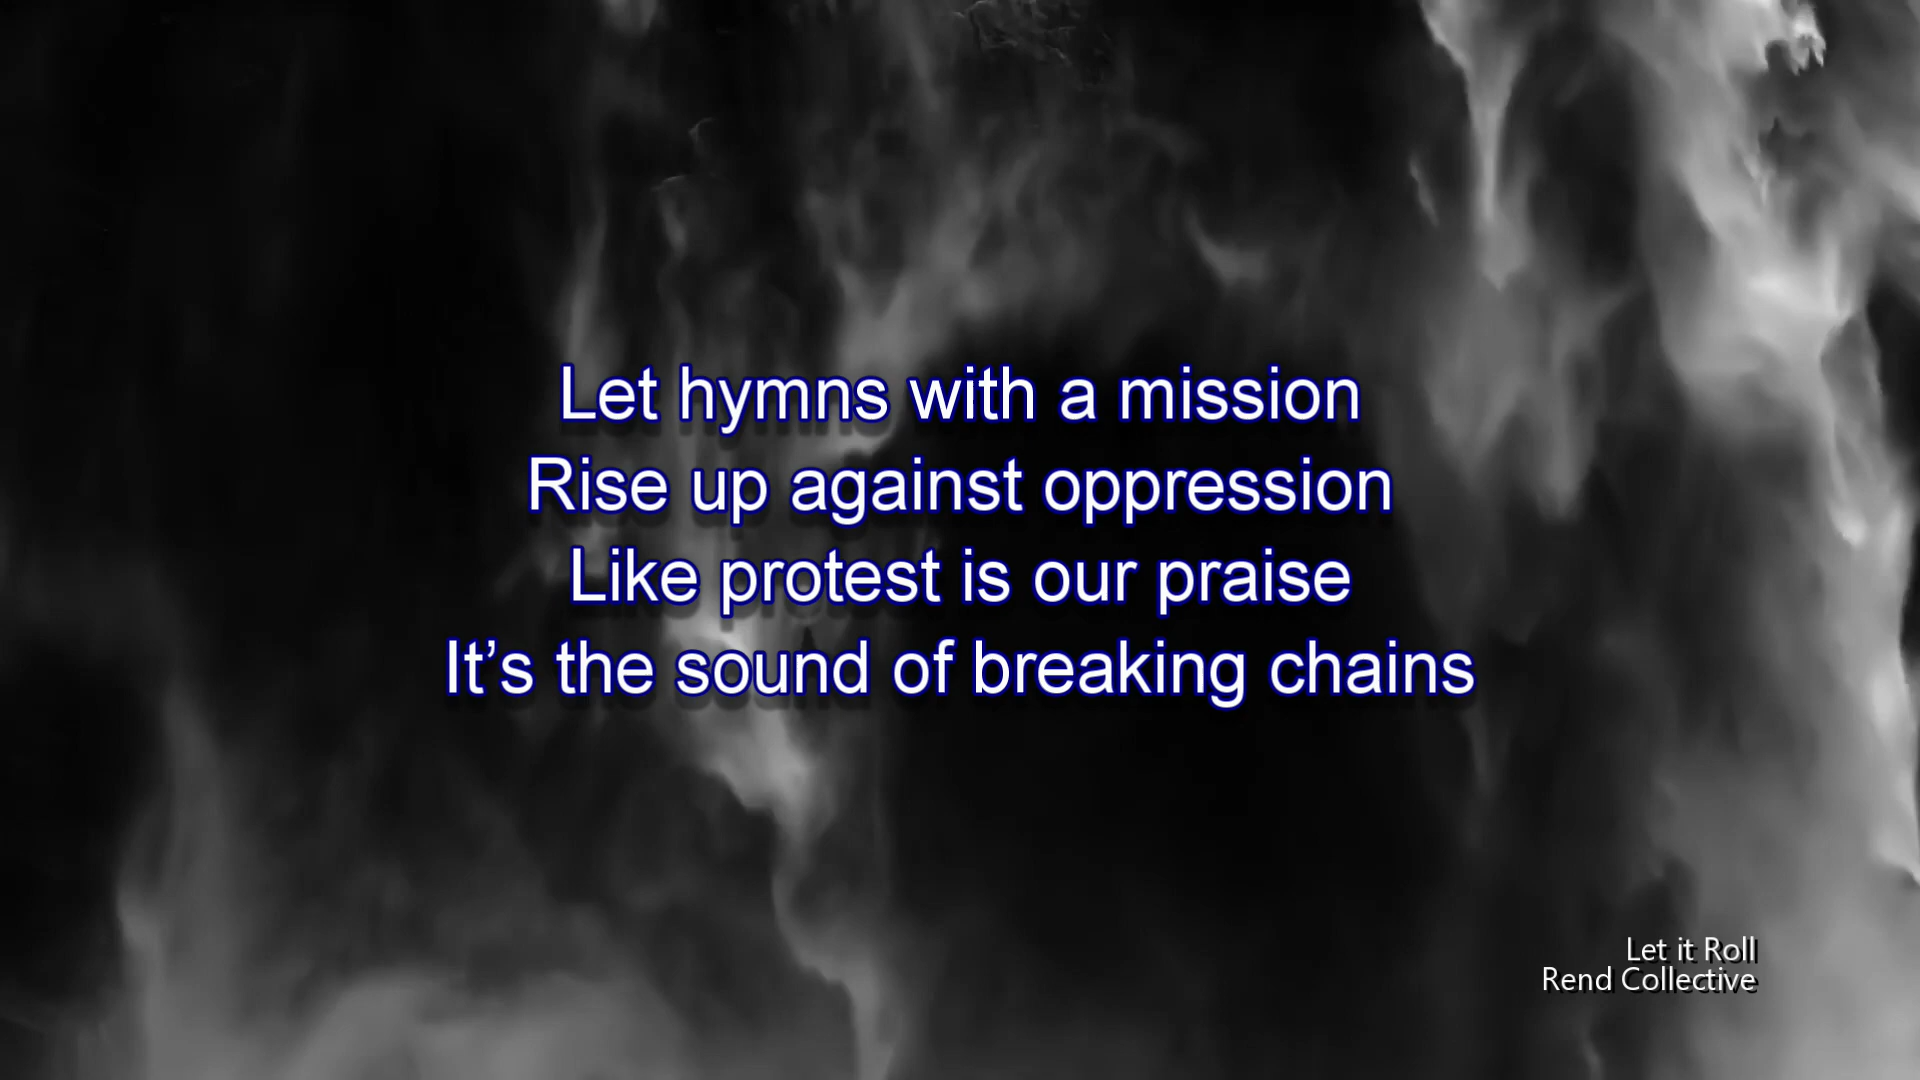 Let hymns with a mission
Rise up against oppression
Like protest is our praise
It’s the sound of breaking chains
Let it Roll
Rend Collective